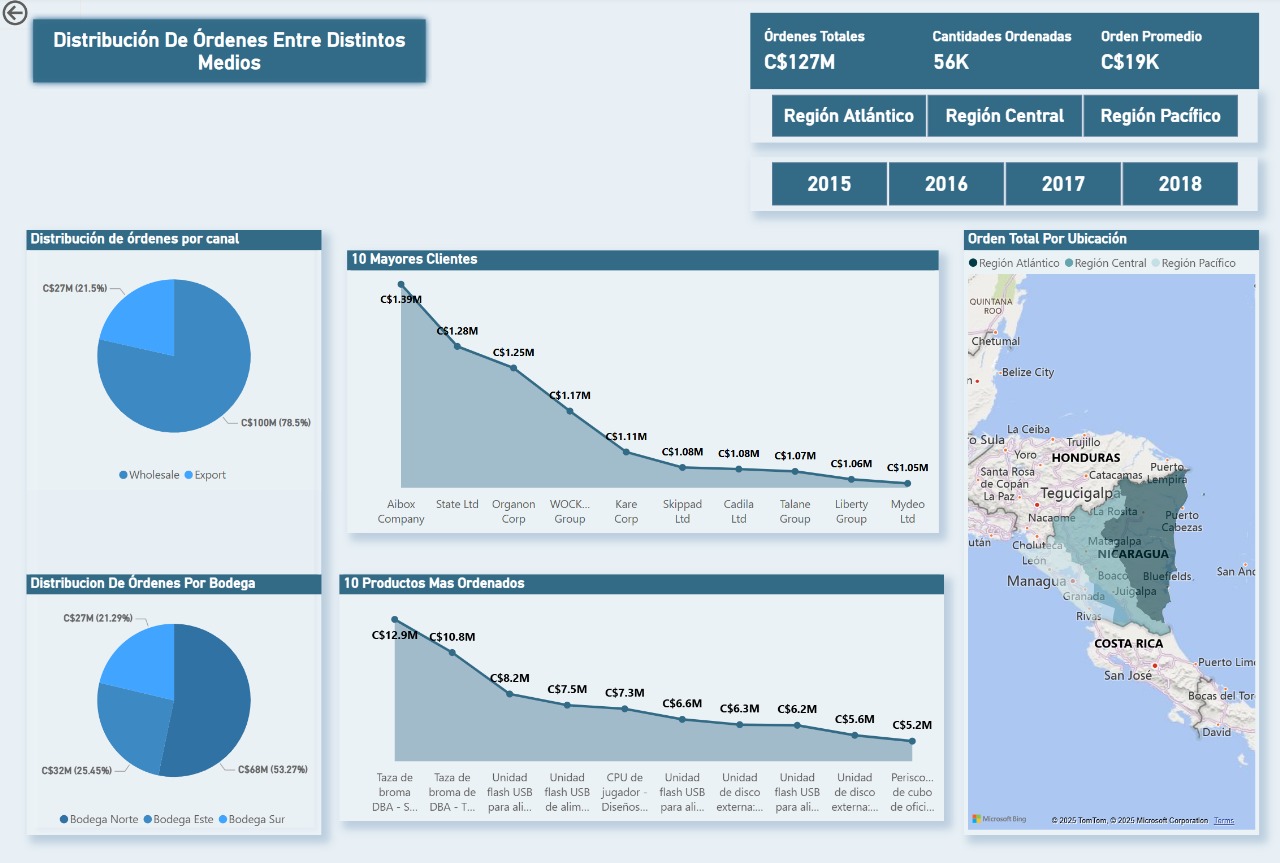 Distribución De Órdenes Entre Distintos
Medios
Órdenes Totales
C$127M
Cantidades Ordenadas
56K
Orden Promedio
C$19K
Región Atlántico
Región Central
Región Pacífico
2015
2016
2017
2018
Distribución de órdenes por canal
C$27M (21.5%)
C$100M (78.5%)
Wholesale
Export
10 Mayores Clientes
C$1.39M
C$1.28M
C$1.25M
C$1.17M
C$1.11M
C$1.08M
C$1.08M
C$1.07M
C$1.06M
C$1.05M
Aibox
Company
State Ltd
Organon
Corp
WOCK...
Group
Kare
Corp
Skippad
Ltd
Cadila
Ltd
Talane
Group
Liberty
Group
Mydeo
Ltd
Distribucion De Órdenes Por Bodega
C$27M (21.29%)
C$32M (25.45%)
C$68M (53.27%)
Bodega Norte
Bodega Este
Bodega Sur
10 Productos Mas Ordenados
C$12.9M
C$10.8M
C$8.2M
C$7.5M
C$7.3M
C$6.6M
C$6.3M
C$6.2M
C$5.6M
C$5.2M
Taza de
broma
DBA - S...
Taza de
broma de
DBA - T...
Unidad
flash USB
para ali...
Unidad
flash USB
de alim...
CPU de
jugador -
Diseños...
Unidad
flash USB
para ali...
Unidad
de disco
externa:...
Unidad
flash USB
para ali...
Unidad
de disco
externa:...
Perisco...
de cubo
de ofici...
Orden Total Por Ubicación
Región Atlántico
Región Central
Región Pacífico
QUINTANA
ROO
Chetumal
n
Belize City
La Ceiba
ro Sula
Trujillo
Yoro
HONDURAS
Santa Rosa
de Copán
Catacamas
Puerto
Lempira
La Paz
Tegucigalpa
Nacaome
La Rosita
Puerto
Cabezas
után
Choluteca
Matagalpa
León
NICARAGUA
Managua
Boaco
Bluefields
San And
Granada
Juigalpa
Rivas
COSTA RICA
San José
Puerto Lim
Bocas del Tor
David
Microsoft Bing
© 2025 TomTom, © 2025 Microsoft Corporation
Terms